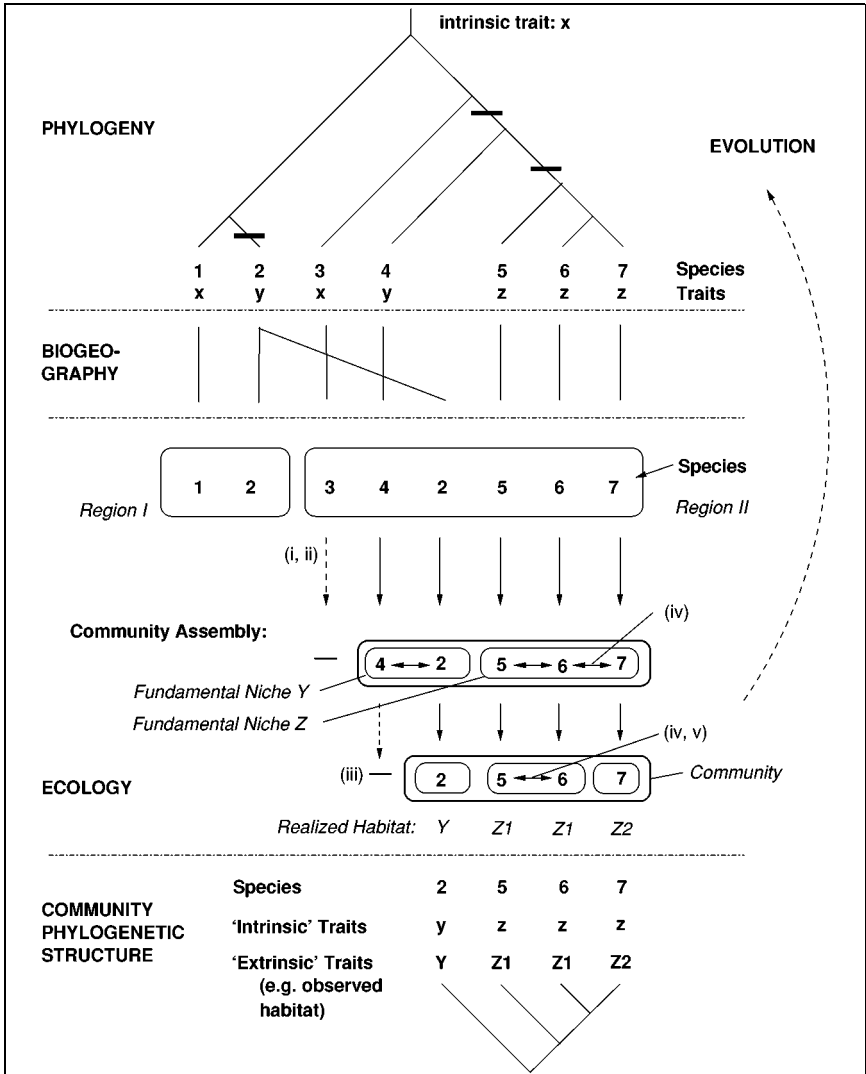 intrinsic trait: x
PHYLOGENY
EVOLUTION
1 2 3 4 5 6 7 Species
x y x y z z z Traits
BIOGEO-
GRAPHY
Species
1 2 3 4 2 5 6 7
Region I Region II
(i, ii)
(iv)
Community Assembly:
4 2 5 6 7
Fundamental Niche Y
Fundamental Niche Z
(iv, v)
(iii) 2 5 6 7 Community
ECOLOGY
Realized Habitat: Y Z1 Z1 Z2
Species 2 5 6 7
COMMUNITY
PHYLOGENETIC
STRUCTURE
'Intrinsic' Traits y z z z
'Extrinsic' Traits Y Z1 Z1 Z2
(e.g. observed
habitat)